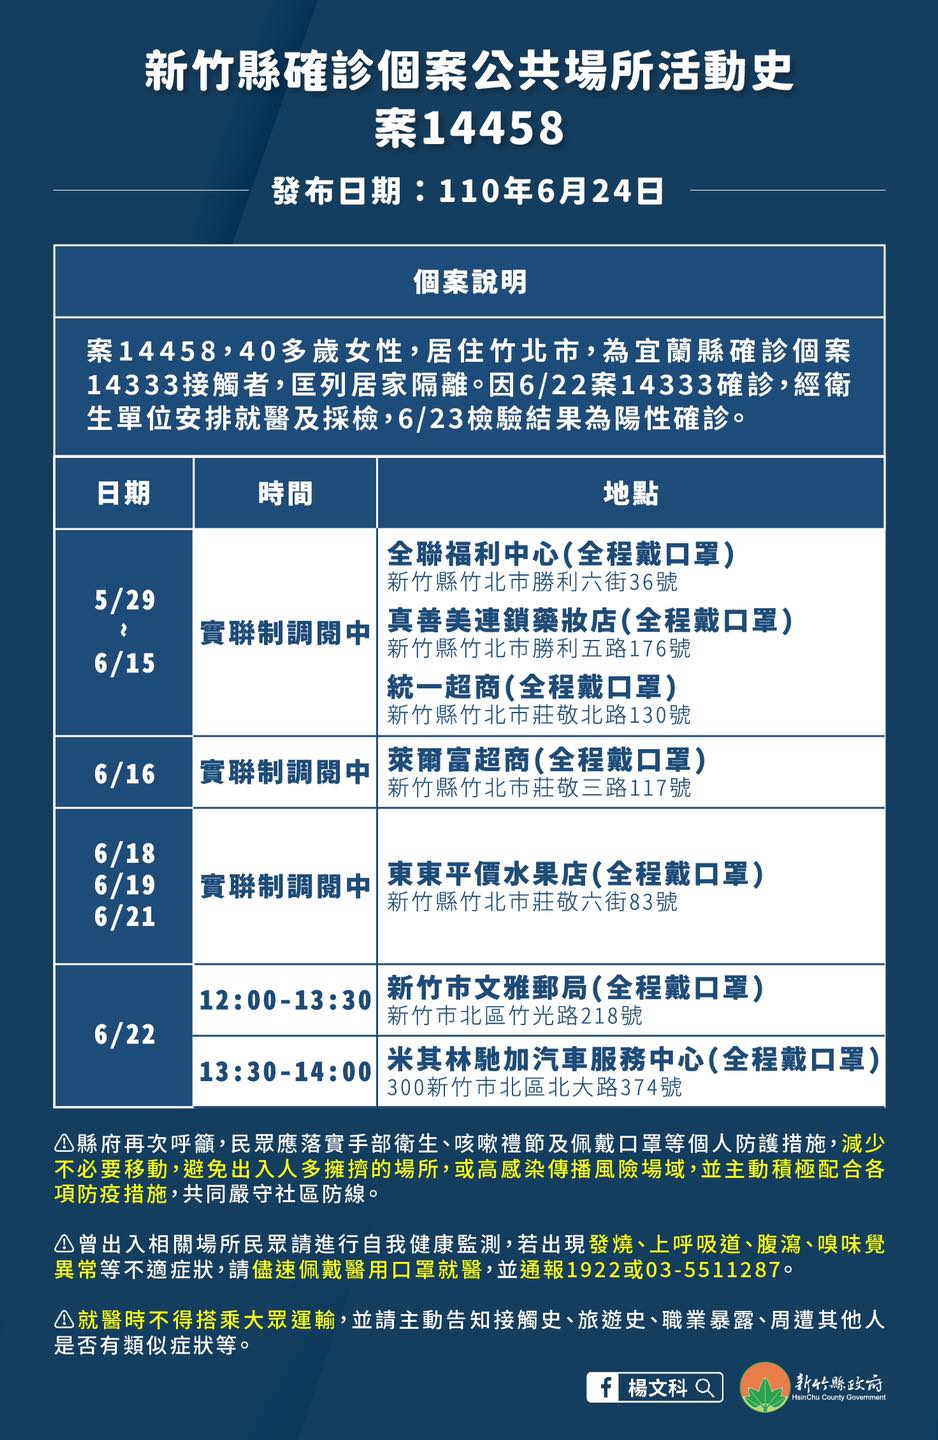 新竹縣確診個案公共場所活動史
案14458
發布日期：110年6月24日
個案說明
案14458，40多歲女性，居住竹北市，為宜蘭縣確診個案
14333接觸者，匡列居家隔離。因6/22案14333確診，經衛
生單位安排就醫及採檢，6/23檢驗結果為陽性確診。
日期
時間
地點
5/29
~
6/15
實聯制調閱中
全聯福利中心(全程戴口罩)
新竹縣竹北市勝利六街36號
真善美連鎖藥妝店(全程戴口罩)
新竹縣竹北市勝利五路176號
統一超商(全程戴口罩)
新竹縣竹北市莊敬北路130號
6/16
實聯制調閱中
萊爾富超商(全程戴口罩)
新竹縣竹北市莊敬三路117號
6/18
6/19
6/21
實聯制調閱中
東東平價水果店(全程戴口罩)
新竹縣竹北市莊敬六街83號
6/22
12:00-13:30
新竹市文雅郵局(全程戴口罩)
新竹市北區竹光路218號
13:30-14:00
米其林馳加汽車服務中心(全程戴口罩)
300新竹市北區北大路374號
⚠縣府再次呼籲，民眾應落實手部衛生、咳嗽禮節及佩戴口罩等個人防護措施，減少
不必要移動，避免出入人多擁擠的場所，或高感染傳播風險場域，並主動積極配合各
項防疫措施，共同嚴守社區防線。
⚠曾出入相關場所民眾請進行自我健康監測，若出現發燒、上呼吸道、腹瀉、嗅味覺
異常等不適症狀，請儘速佩戴醫用口罩就醫，並通報1922或03-5511287。
⚠就醫時不得搭乘大眾運輸，並請主動告知接觸史、旅遊史、職業暴露、周遭其他人
是否有類似症狀等。
f 楊文科
新竹縣政府
HsinChu County Government